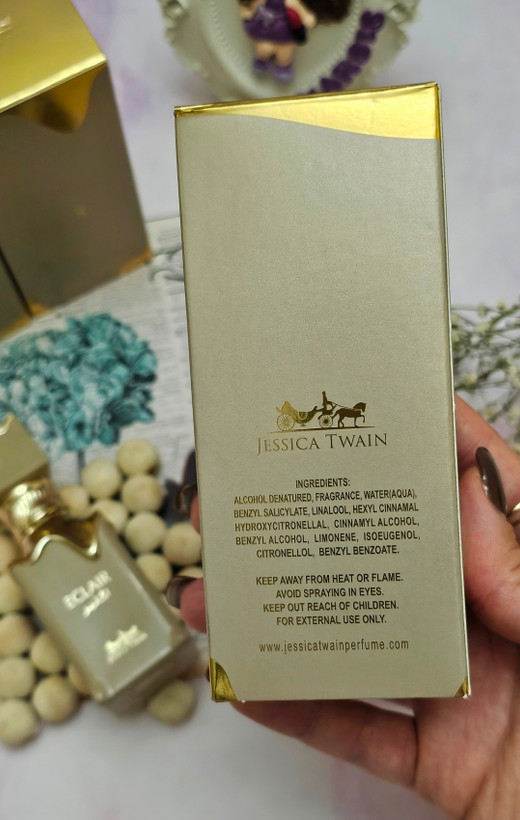 JESSICA TWAIN
INGREDIENTS:
ALCOHOL DENATURED, FRAGRANCE, WATER(AQUA),
BENZYL SALICYLATE, LINALOOL, HEXYL CINNAMAL
HYDROXYCITRONELLAL, CINNAMYL ALCOHOL,
BENZYL ALCOHOL, LIMONENE, ISOEUGENOL,
CITRONELLOL, BENZYL BENZOATE.
KEEP AWAY FROM HEAT OR FLAME.
AVOID SPRAYING IN EYES.
KEEP OUT REACH OF CHILDREN.
FOR EXTERNAL USE ONLY.
www.jessicatwainperfume.com
ECLAIR